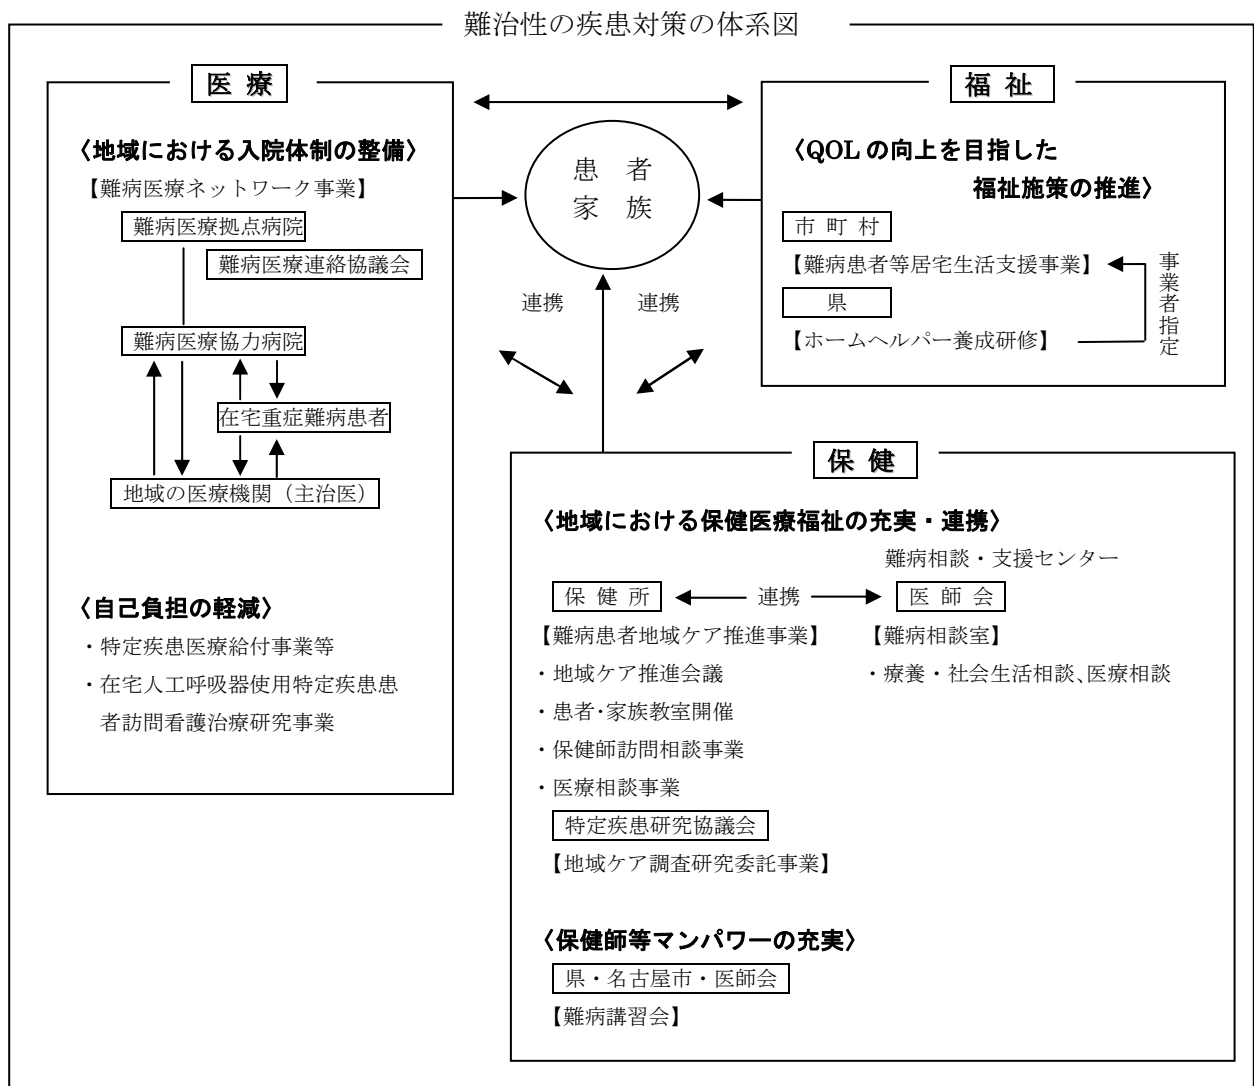 難治性の疾患対策の体系図
医 療
〈地域における入院体制の整備〉
【難病医療ネットワーク事業】
難病医療拠点病院
難病医療連絡協議会
難病医療協力病院
在宅重症難病患者
地域の医療機関（主治医）
〈自己負担の軽減〉
・特定疾患医療給付事業等
・在宅人工呼吸器使用特定疾患患
者訪問看護治療研究事業
患 者
家 族
連携
連携
福 祉
〈QOL の向上を目指した
福祉施策の推進〉
市 町 村
【難病患者等居宅生活支援事業】
県
【ホームヘルパー養成研修】
事業者指定
保 健
〈地域における保健医療福祉の充実・連携〉
難病相談・支援センター
保 健 所
連携
医 師 会
【難病患者地域ケア推進事業】
【難病相談室】
・地域ケア推進会議
・療養・社会生活相談、医療相談
・患者・家族教室開催
・保健師訪問相談事業
・医療相談事業
特定疾患研究協議会
【地域ケア調査研究委託事業】
〈保健師等マンパワーの充実〉
県・名古屋市・医師会
【難病講習会】